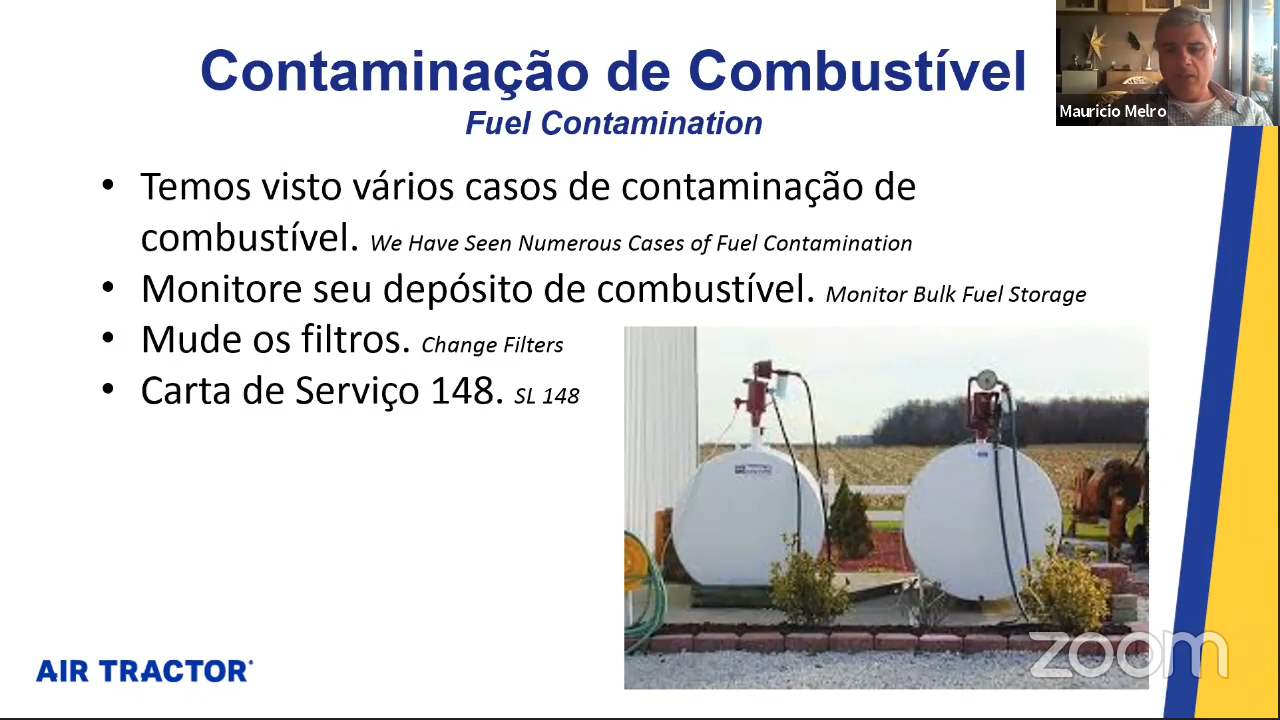 Contaminação de Combustível
Fuel Contamination
Mauricio Melro
• Temos visto vários casos de contaminação de
combustível. We Have Seen Numerous Cases of Fuel Contamination
• Monitore seu depósito de combustível. Monitor Bulk Fuel Storage
• Mude os filtros. Change Filters
• Carta de Serviço 148. SL 148
AIR TRACTOR
zoom